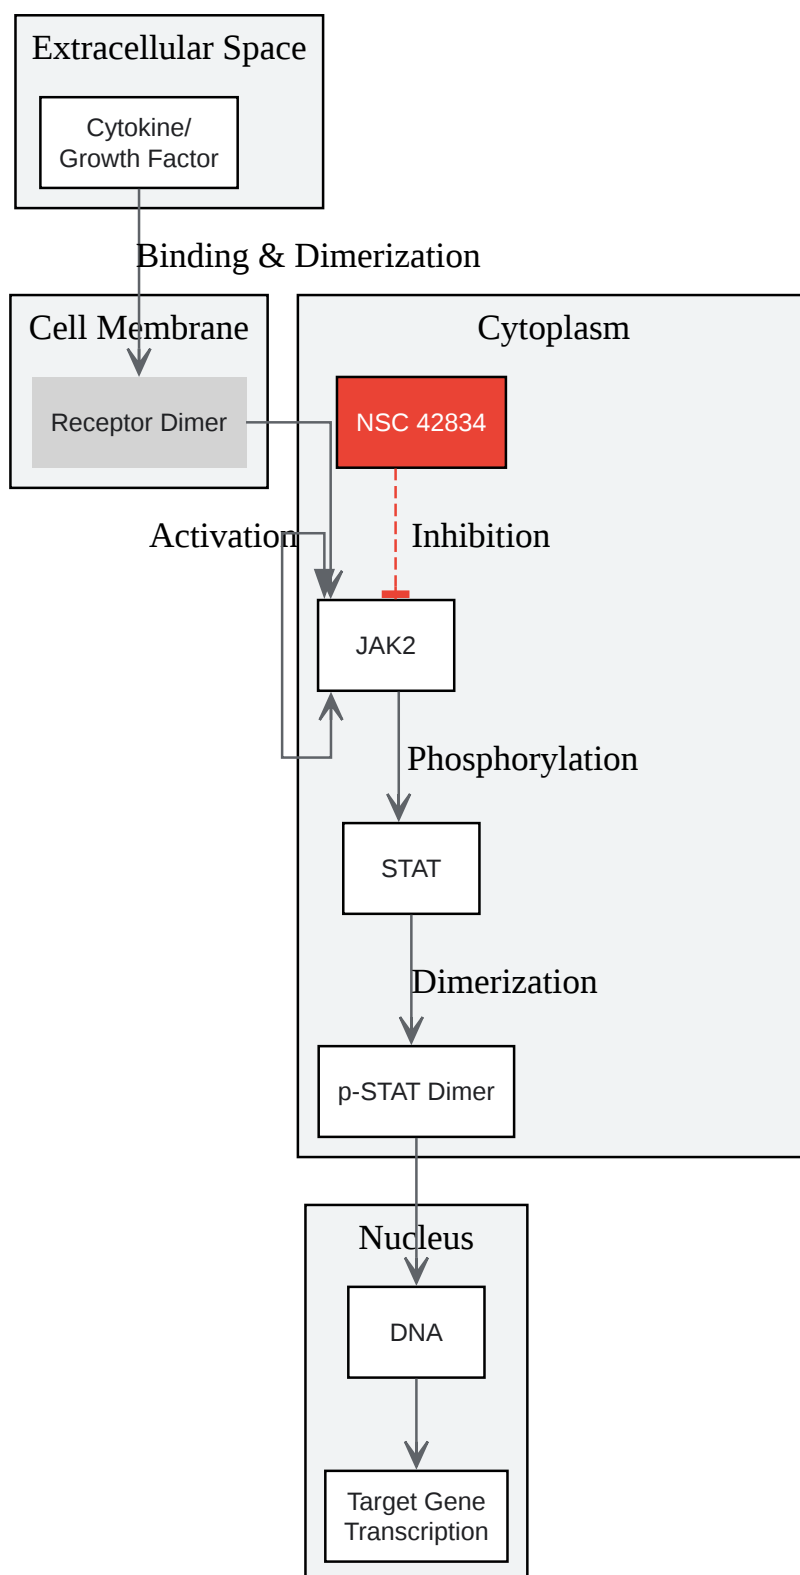 Extracellular Space
Cytokine/
Growth Factor
Binding & Dimerization
Cell Membrane
Cytoplasm
Receptor Dimer
NSC 42834
Activation
Inhibition
JAK2
Phosphorylation
STAT
Dimerization
p-STAT Dimer
Nucleus
DNA
Target Gene
Transcription